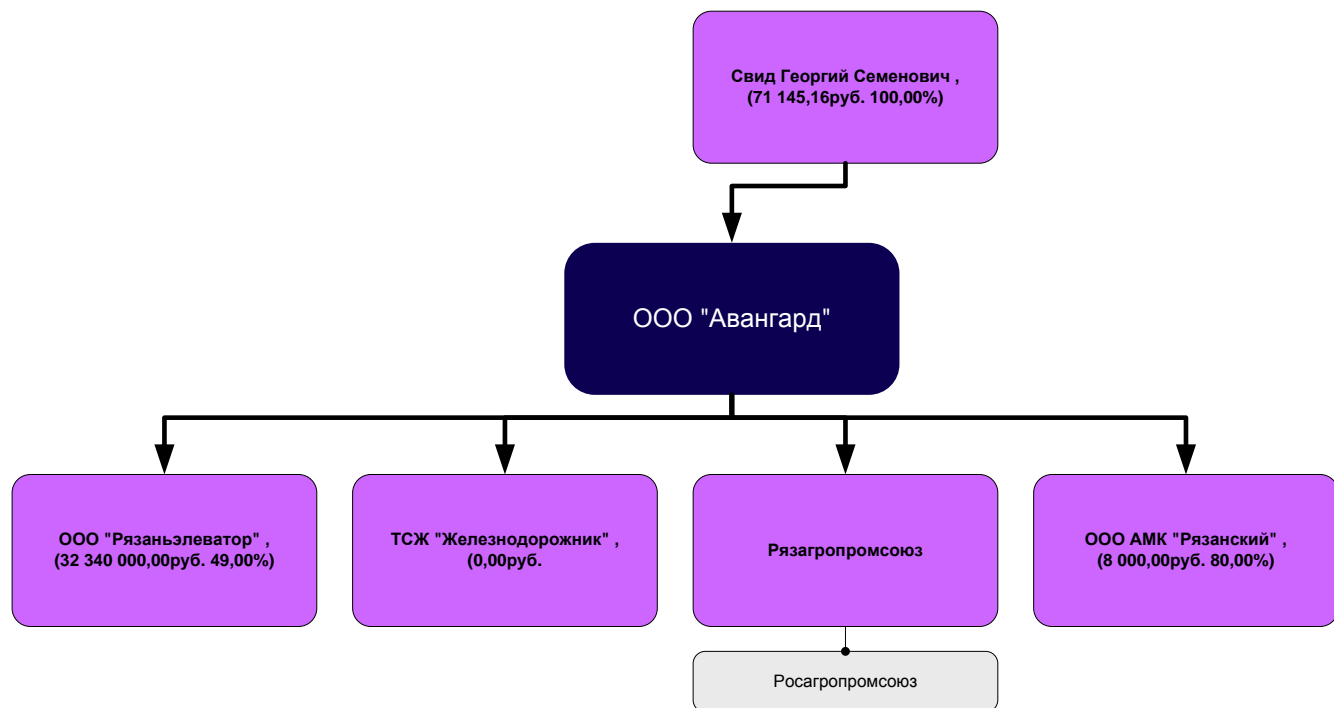 Свид Георгий Семенович ,
(71 145,16руб. 100,00%)
ООО "Авангард"
ООО "Рязаньэлеватор" ,
(32 340 000,00руб. 49,00%)
ТСЖ "Железнодорожник" ,
(0,00руб.
Рязагропромсоюз
ООО АМК "Рязанский" ,
(8 000,00руб. 80,00%)
Росагропромсоюз